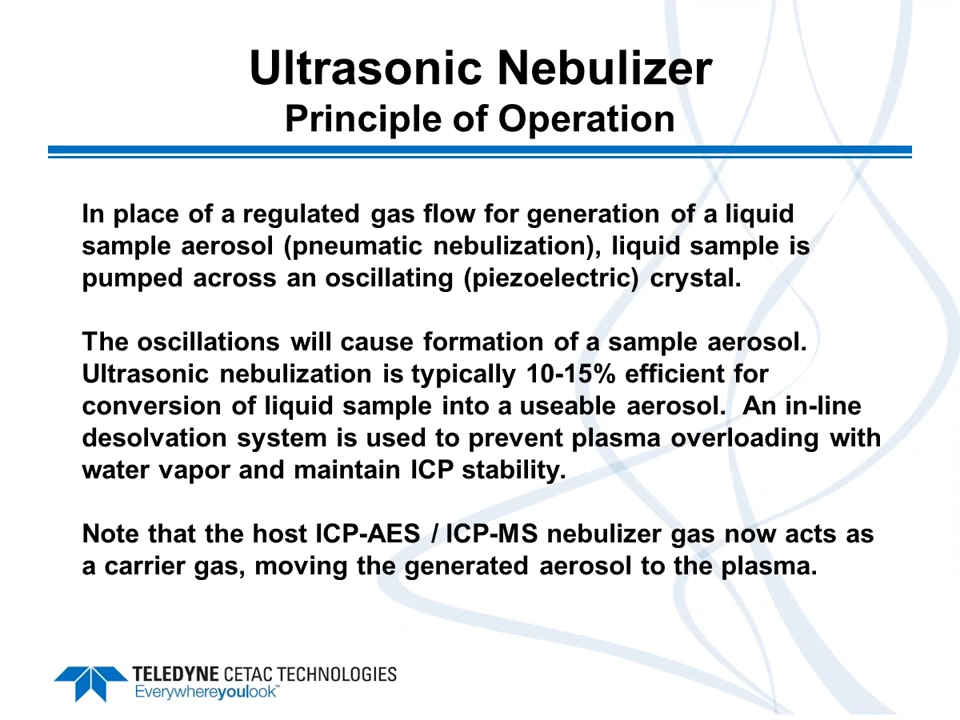 Ultrasonic Nebulizer
Principle of Operation
In place of a regulated gas flow for generation of a liquid
sample aerosol (pneumatic nebulization), liquid sample is
pumped across an oscillating (piezoelectric) crystal.
The oscillations will cause formation of a sample aerosol.
Ultrasonic nebulization is typically 10-15% efficient for
conversion of liquid sample into a useable aerosol.  An in-line
desolvation system is used to prevent plasma overloading with
water vapor and maintain ICP stability.
Note that the host ICP-AES / ICP-MS nebulizer gas now acts as
a carrier gas, moving the generated aerosol to the plasma.
TELEDYNE CETAC TECHNOLOGIES
Everywhereyoulook™